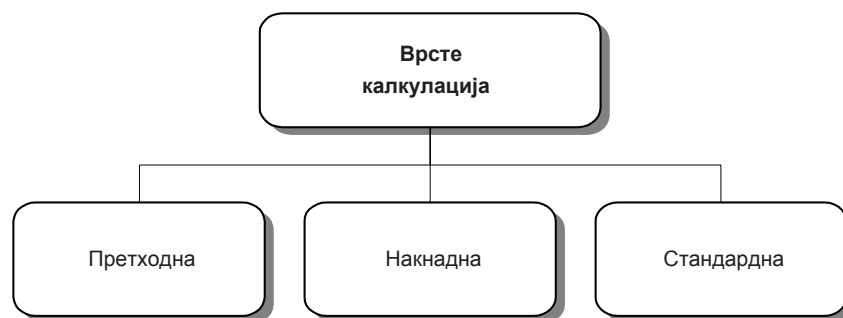 Врсте
калкулација
Претходна
Накнадна
Стандардна